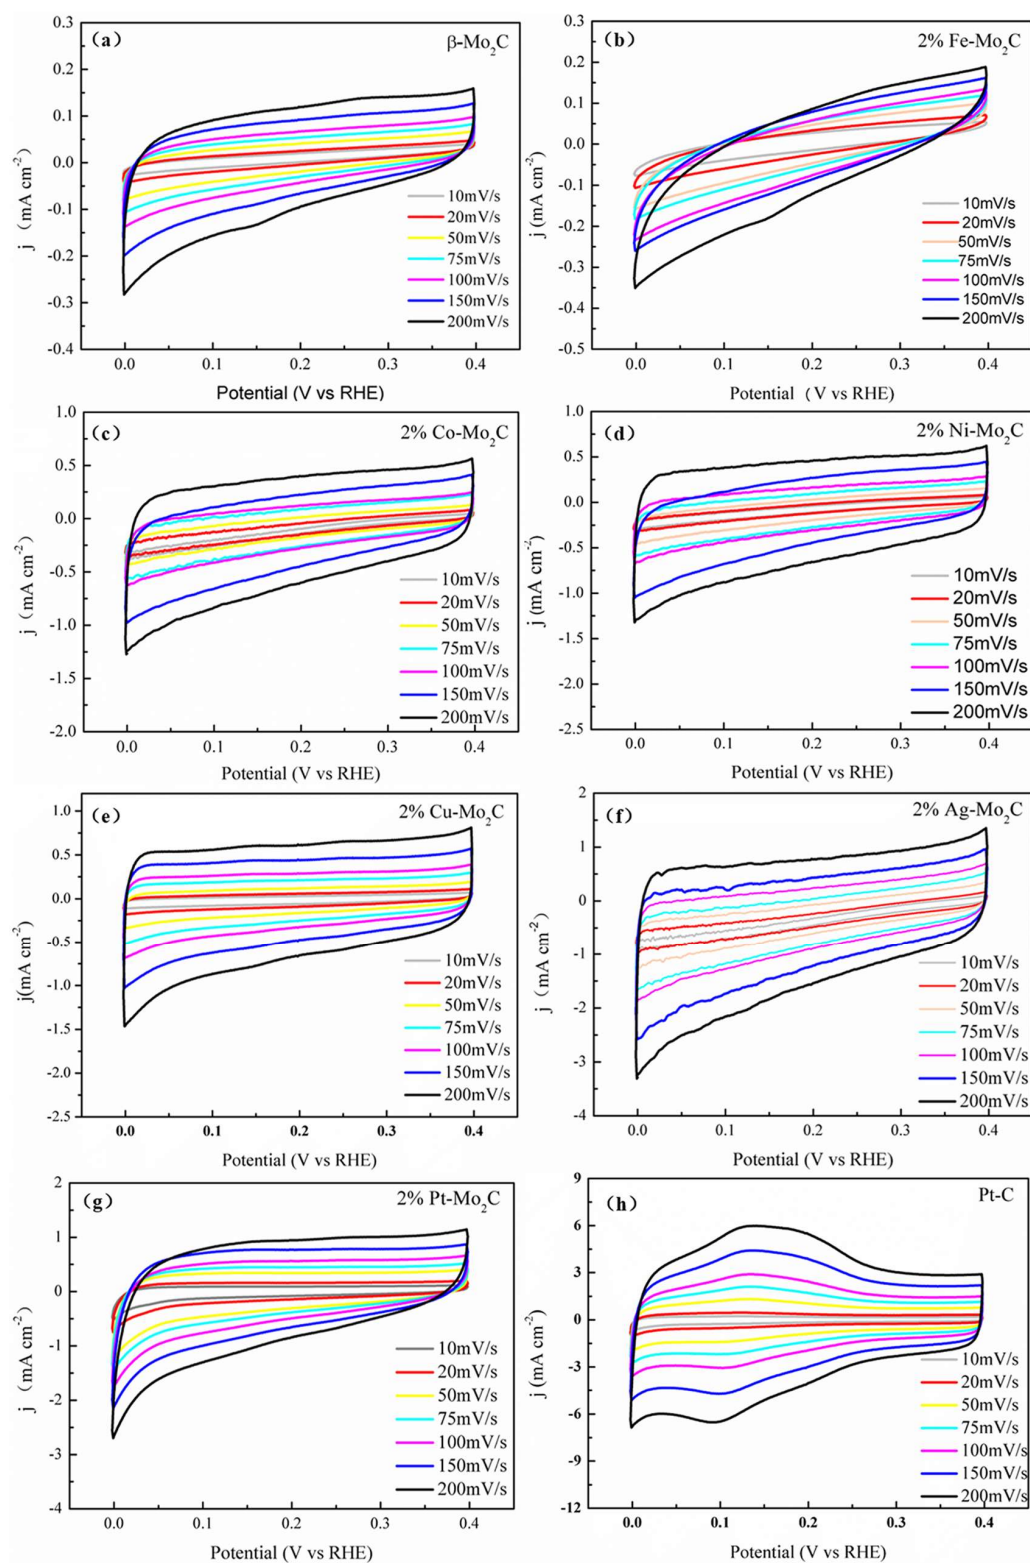 (a) β-Mo₂C
0.3
0.2
0.1
0.0
-0.1
-0.2
-0.3
-0.4
j (mA cm⁻²)
10mV/s
20mV/s
50mV/s
75mV/s
100mV/s
150mV/s
200mV/s
0.0 0.1 0.2 0.3 0.4
Potential (V vs RHE)
(b) 2% Fe-Mo₂C
0.3
0.2
0.1
0.0
-0.1
-0.2
-0.3
-0.4
-0.5
j (mA cm⁻²)
10mV/s
20mV/s
50mV/s
75mV/s
100mV/s
150mV/s
200mV/s
0.0 0.1 0.2 0.3 0.4
Potential (V vs RHE)
(c) 2% Co-Mo₂C
1.0
0.5
0.0
-0.5
-1.0
-1.5
-2.0
j (mA cm⁻²)
10mV/s
20mV/s
50mV/s
75mV/s
100mV/s
150mV/s
200mV/s
0.0 0.1 0.2 0.3 0.4
Potential (V vs RHE)
(d) 2% Ni-Mo₂C
1.0
0.5
0.0
-0.5
-1.0
-1.5
-2.0
-2.5
j (mA cm⁻²)
10mV/s
20mV/s
50mV/s
75mV/s
100mV/s
150mV/s
200mV/s
0.0 0.1 0.2 0.3 0.4
Potential (V vs RHE)
(e) 2% Cu-Mo₂C
1.0
0.5
0.0
-0.5
-1.0
-1.5
-2.0
-2.5
j(mA cm⁻²)
10mV/s
20mV/s
50mV/s
75mV/s
100mV/s
150mV/s
200mV/s
0.0 0.1 0.2 0.3 0.4
Potential (V vs RHE)
(f) 2% Ag-Mo₂C
2
1
0
-1
-2
-3
-4
j (mA cm⁻²)
10mV/s
20mV/s
50mV/s
75mV/s
100mV/s
150mV/s
200mV/s
0.0 0.1 0.2 0.3 0.4
Potential (V vs RHE)
(g) 2% Pt-Mo₂C
2
1
0
-1
-2
-3
-4
j (mA cm⁻²)
10mV/s
20mV/s
50mV/s
75mV/s
100mV/s
150mV/s
200mV/s
0.0 0.1 0.2 0.3 0.4
Potential (V vs RHE)
(h) Pt-C
9
6
3
0
-3
-6
-9
-12
j (mA cm⁻²)
10mV/s
20mV/s
50mV/s
75mV/s
100mV/s
150mV/s
200mV/s
0.0 0.1 0.2 0.3 0.4
Potential (V vs RHE)